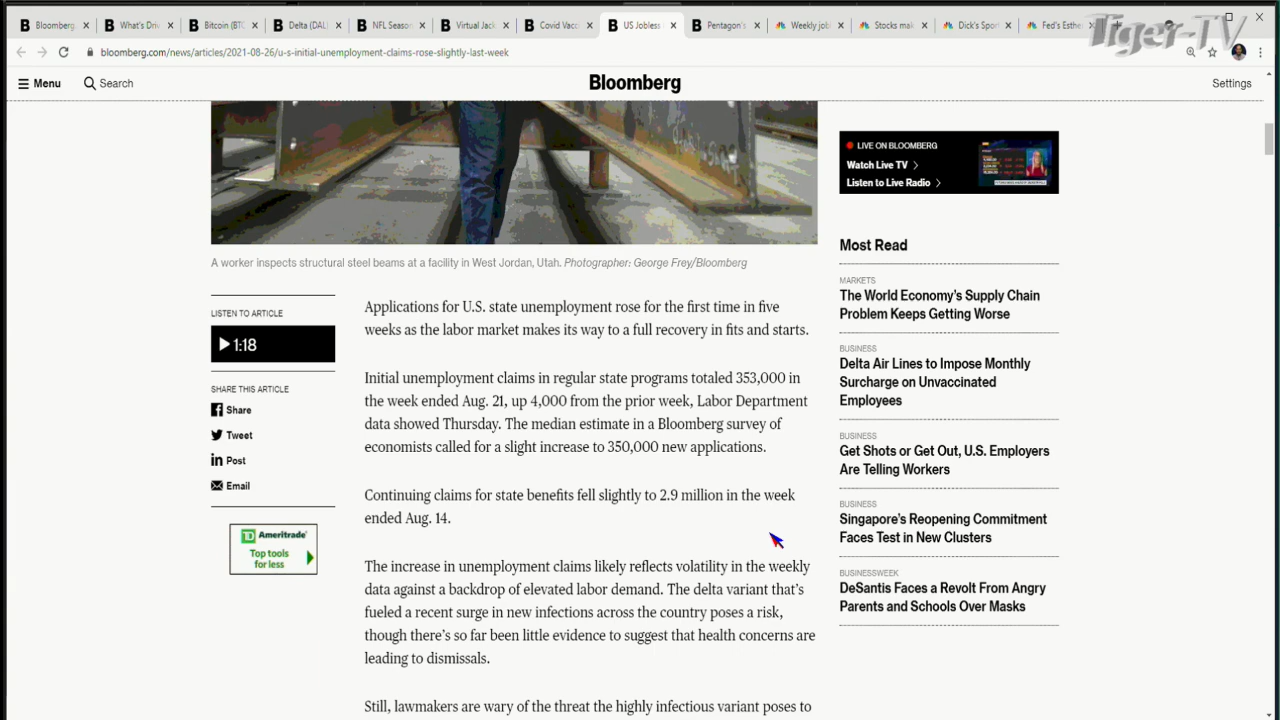 Bloomberg
What's Driv
Bitcoin (BTC
Delta (DAL
NFL Seaso
Virtual Jack
Covid Vacc
US Jobless
Pentagon's
Weekly job
Stocks mak
Dick's Spor
Fed's Esthe
Tiger-TV
bloomberg.com/news/articles/2021-08-26/u-s-initial-unemployment-claims-rose-slightly-last-week
Menu
Search
Bloomberg
Settings
A worker inspects structural steel beams at a facility in West Jordan, Utah. Photographer: George Frey/Bloomberg
LISTEN TO ARTICLE
1:18
SHARE THIS ARTICLE
Share
Tweet
Post
Email
TD Ameritrade
Top tools
for less
Applications for U.S. state unemployment rose for the first time in five
weeks as the labor market makes its way to a full recovery in fits and starts.
Initial unemployment claims in regular state programs totaled 353,000 in
the week ended Aug. 21, up 4,000 from the prior week, Labor Department
data showed Thursday. The median estimate in a Bloomberg survey of
economists called for a slight increase to 350,000 new applications.
Continuing claims for state benefits fell slightly to 2.9 million in the week
ended Aug. 14.
The increase in unemployment claims likely reflects volatility in the weekly
data against a backdrop of elevated labor demand. The delta variant that's
fueled a recent surge in new infections across the country poses a risk,
though there's so far been little evidence to suggest that health concerns are
leading to dismissals.
Still, lawmakers are wary of the threat the highly infectious variant poses to
LIVE ON BLOOMBERG
Watch Live TV
Listen to Live Radio
Most Read
MARKETS
The World Economy's Supply Chain
Problem Keeps Getting Worse
BUSINESS
Delta Air Lines to Impose Monthly
Surcharge on Unvaccinated
Employees
BUSINESS
Get Shots or Get Out, U.S. Employers
Are Telling Workers
BUSINESS
Singapore's Reopening Commitment
Faces Test in New Clusters
BUSINESSWEEK
DeSantis Faces a Revolt From Angry
Parents and Schools Over Masks